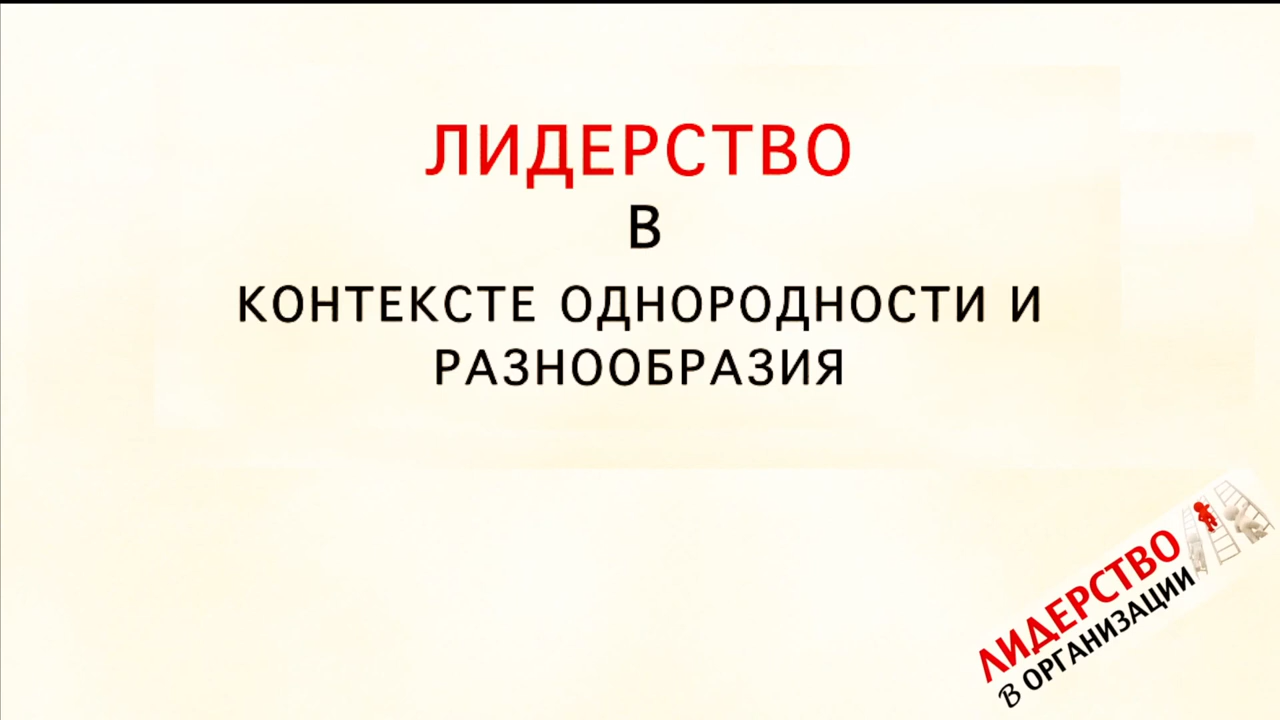 ЛИДЕРСТВО
В
КОНТЕКСТЕ ОДНОРОДНОСТИ И
РАЗНООБРАЗИЯ
ЛИДЕРСТВО
В ОРГАНИЗАЦИИ